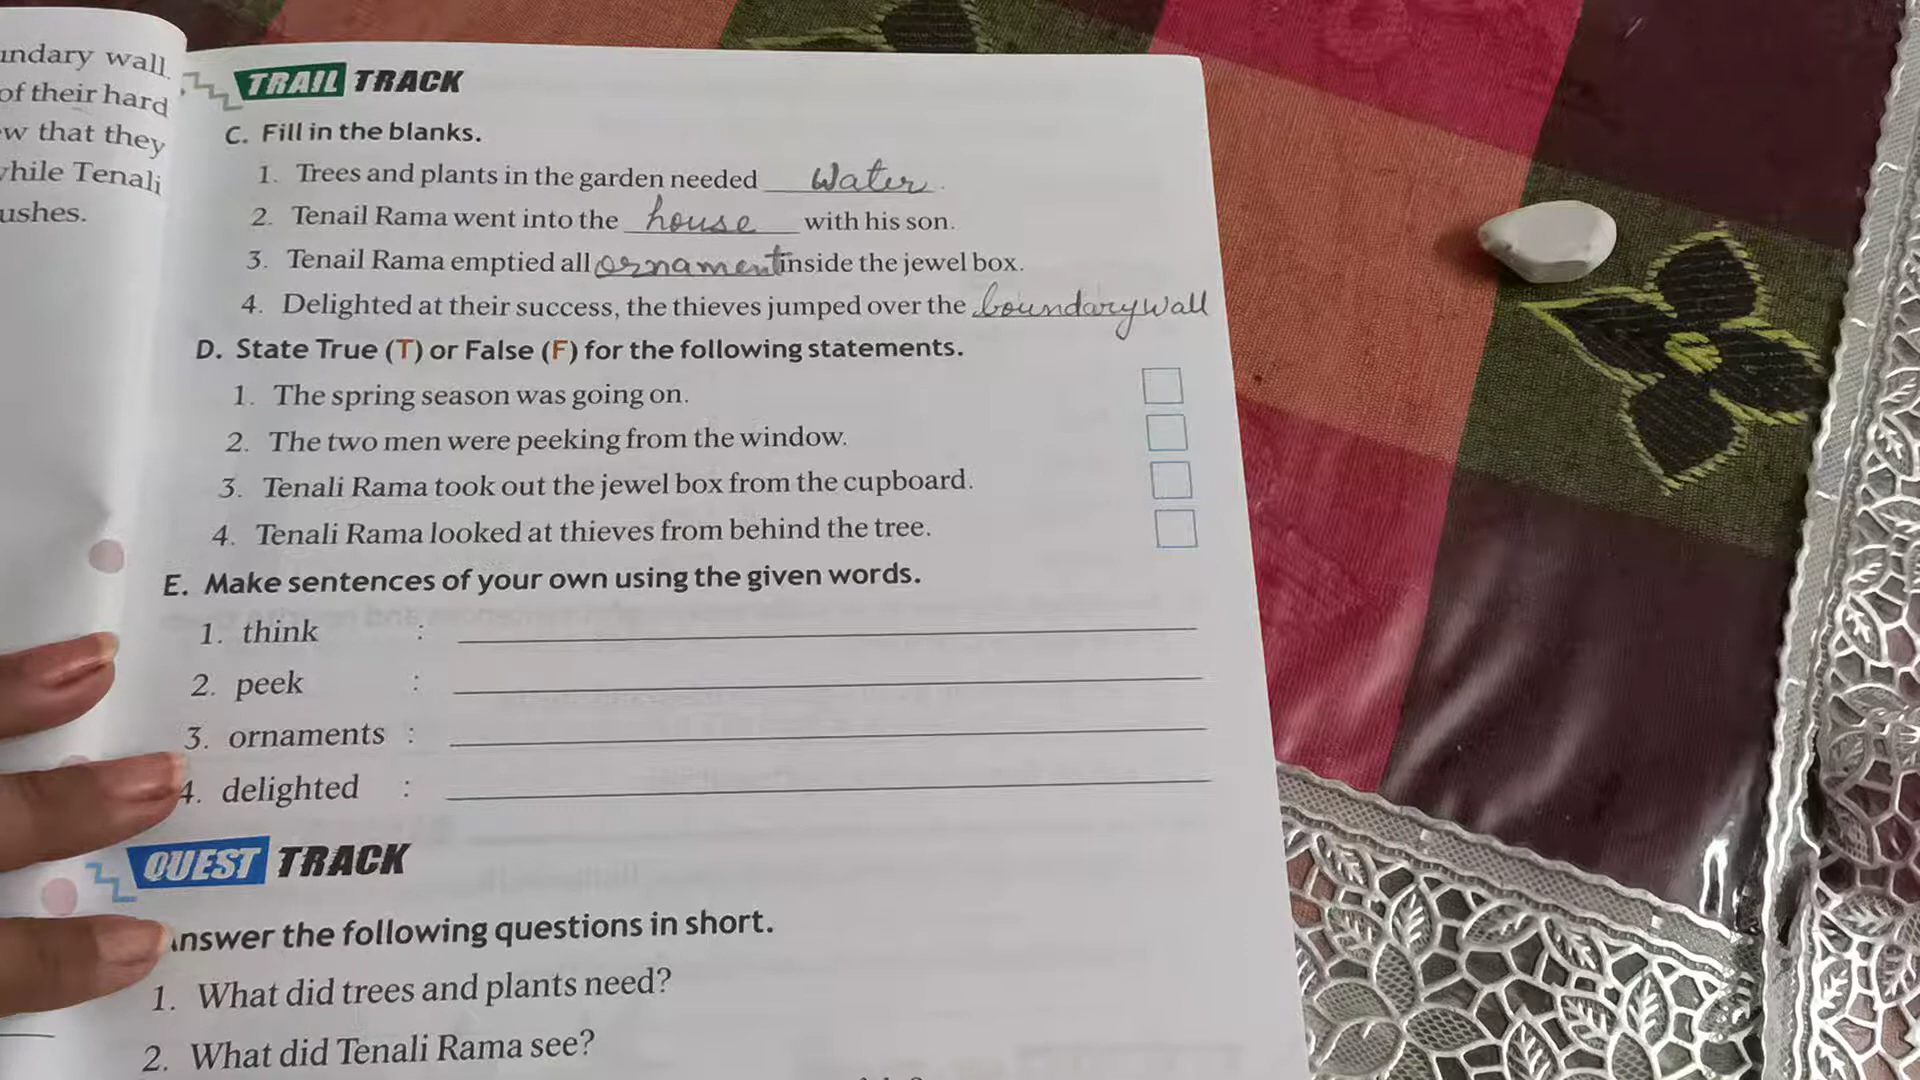 undary wall.
of their hard
w that they
while Tenali
ushes.
TRAIL TRACK
C. Fill in the blanks.
1. Trees and plants in the garden needed Water.
2. Tenail Rama went into the house with his son.
3. Tenail Rama emptied all ornament inside the jewel box.
4. Delighted at their success, the thieves jumped over the boundary wall
D. State True (T) or False (F) for the following statements.
1. The spring season was going on.
2. The two men were peeking from the window.
3. Tenali Rama took out the jewel box from the cupboard.
4. Tenali Rama looked at thieves from behind the tree.
E. Make sentences of your own using the given words.
1. think :
2. peek :
3. ornaments :
4. delighted :
QUEST TRACK
Answer the following questions in short.
1. What did trees and plants need?
2. What did Tenali Rama see?